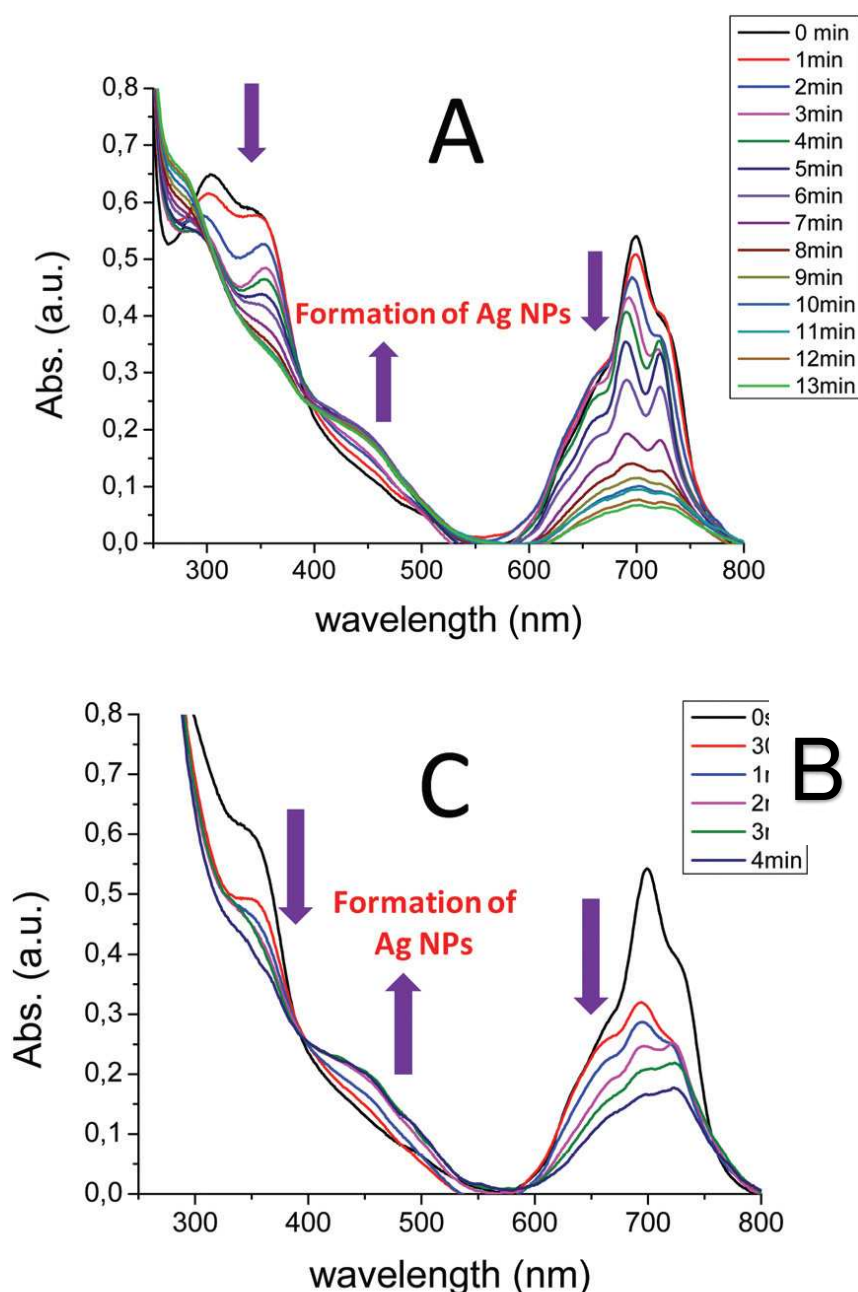 0 min
1min
2min
3min
4min
5min
6min
7min
8min
9min
10min
11min
12min
13min
A
Formation of Ag NPs
Abs. (a.u.)
0,8
0,7
0,6
0,5
0,4
0,3
0,2
0,1
0,0
300 400 500 600 700 800
wavelength (nm)
B
4min
C
Formation of
Ag NPs
Abs. (a.u.)
0,8
0,7
0,6
0,5
0,4
0,3
0,2
0,1
0,0
300 400 500 600 700 800
wavelength (nm)